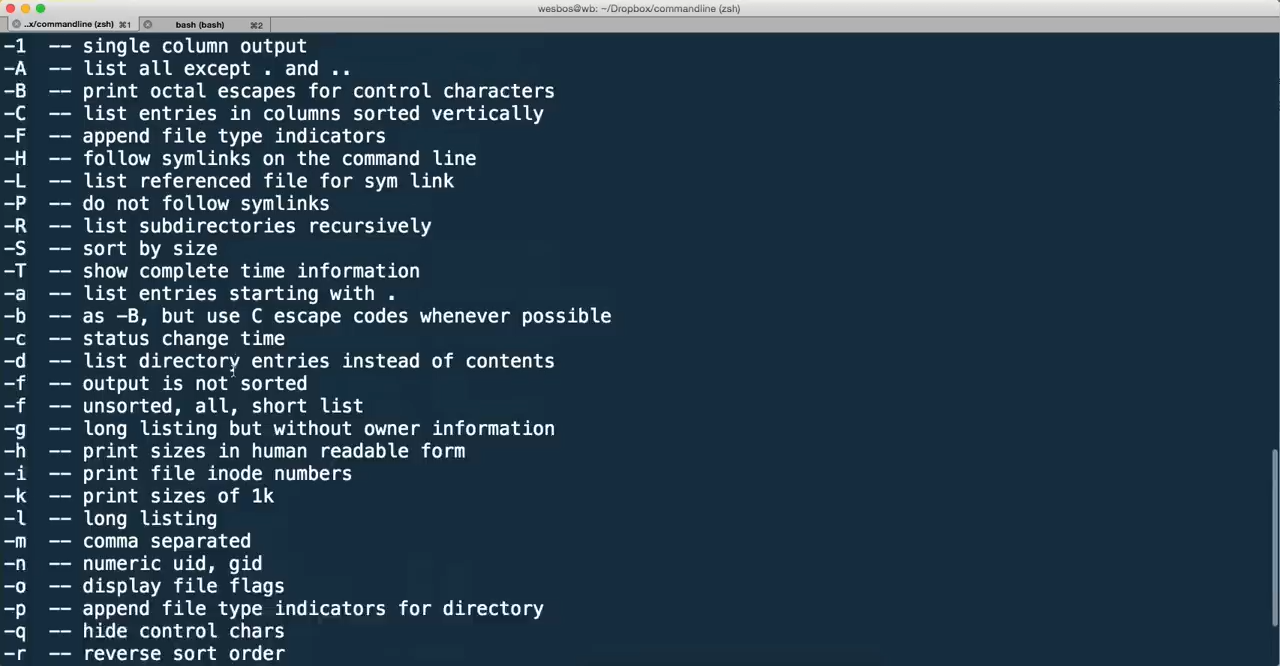 wesbos@wb: ~/Dropbox/commandline (zsh)
..x/commandline (zsh) ⌘1
bash (bash) ⌘2
-1 -- single column output
-A -- list all except . and ..
-B -- print octal escapes for control characters
-C -- list entries in columns sorted vertically
-F -- append file type indicators
-H -- follow symlinks on the command line
-L -- list referenced file for sym link
-P -- do not follow symlinks
-R -- list subdirectories recursively
-S -- sort by size
-T -- show complete time information
-a -- list entries starting with .
-b -- as -B, but use C escape codes whenever possible
-c -- status change time
-d -- list directory entries instead of contents
-f -- output is not sorted
-f -- unsorted, all, short list
-g -- long listing but without owner information
-h -- print sizes in human readable form
-i -- print file inode numbers
-k -- print sizes of 1k
-l -- long listing
-m -- comma separated
-n -- numeric uid, gid
-o -- display file flags
-p -- append file type indicators for directory
-q -- hide control chars
-r -- reverse sort order